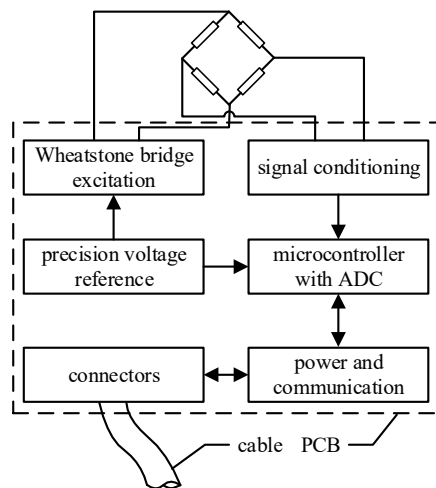 Wheatstone bridge
excitation
signal conditioning
precision voltage
reference
microcontroller
with ADC
connectors
power and
communication
cable PCB